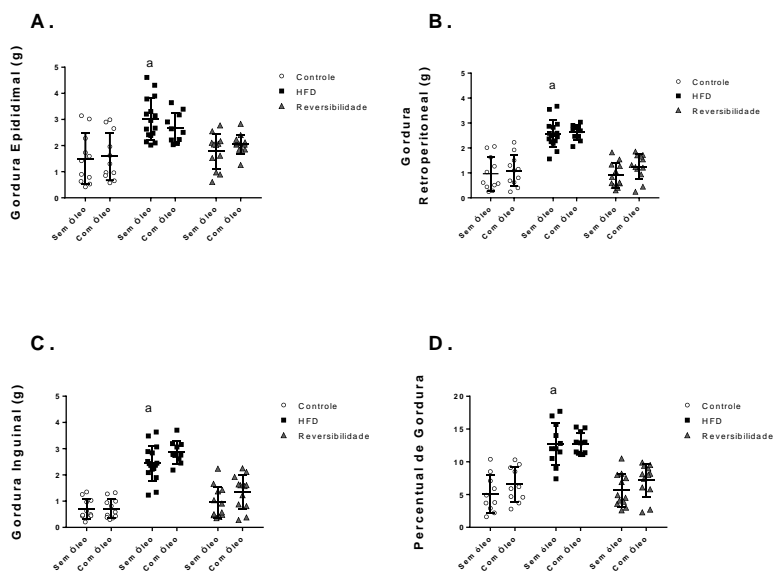 A.
a
Gordura Epididimal (g)
5
4
3
2
1
0
Sem Óleo
Com Óleo
Sem óleo
Com Óleo
Sem Óleo
Com Óleo
Controle
HFD
Reversibilidade
B.
a
Gordura
Retroperitoneal (g)
5
4
3
2
1
0
Sem Óleo
Com Óleo
Sem óleo
Com Óleo
Sem Óleo
Com Óleo
Controle
HFD
Reversibilidade
C.
a
Gordura Inguinal (g)
5
4
3
2
1
0
Sem Óleo
Com Óleo
Sem óleo
Com Óleo
Sem Óleo
Com Óleo
Controle
HFD
Reversibilidade
D.
a
Percentual de Gordura
20
15
10
5
0
Sem Óleo
Com Óleo
Sem óleo
Com Óleo
Sem Óleo
Com Óleo
Controle
HFD
Reversibilidade